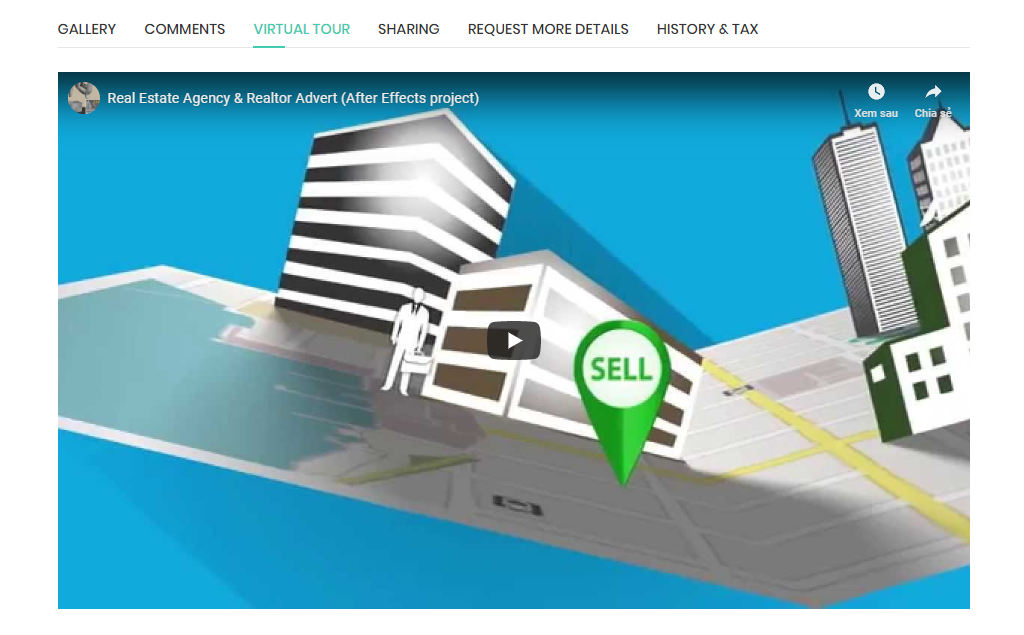 GALLERY COMMENTS VIRTUAL TOUR SHARING REQUEST MORE DETAILS HISTORY & TAX
Real Estate Agency & Realtor Advert (After Effects project)
Xem sau Chia sẻ
SELL